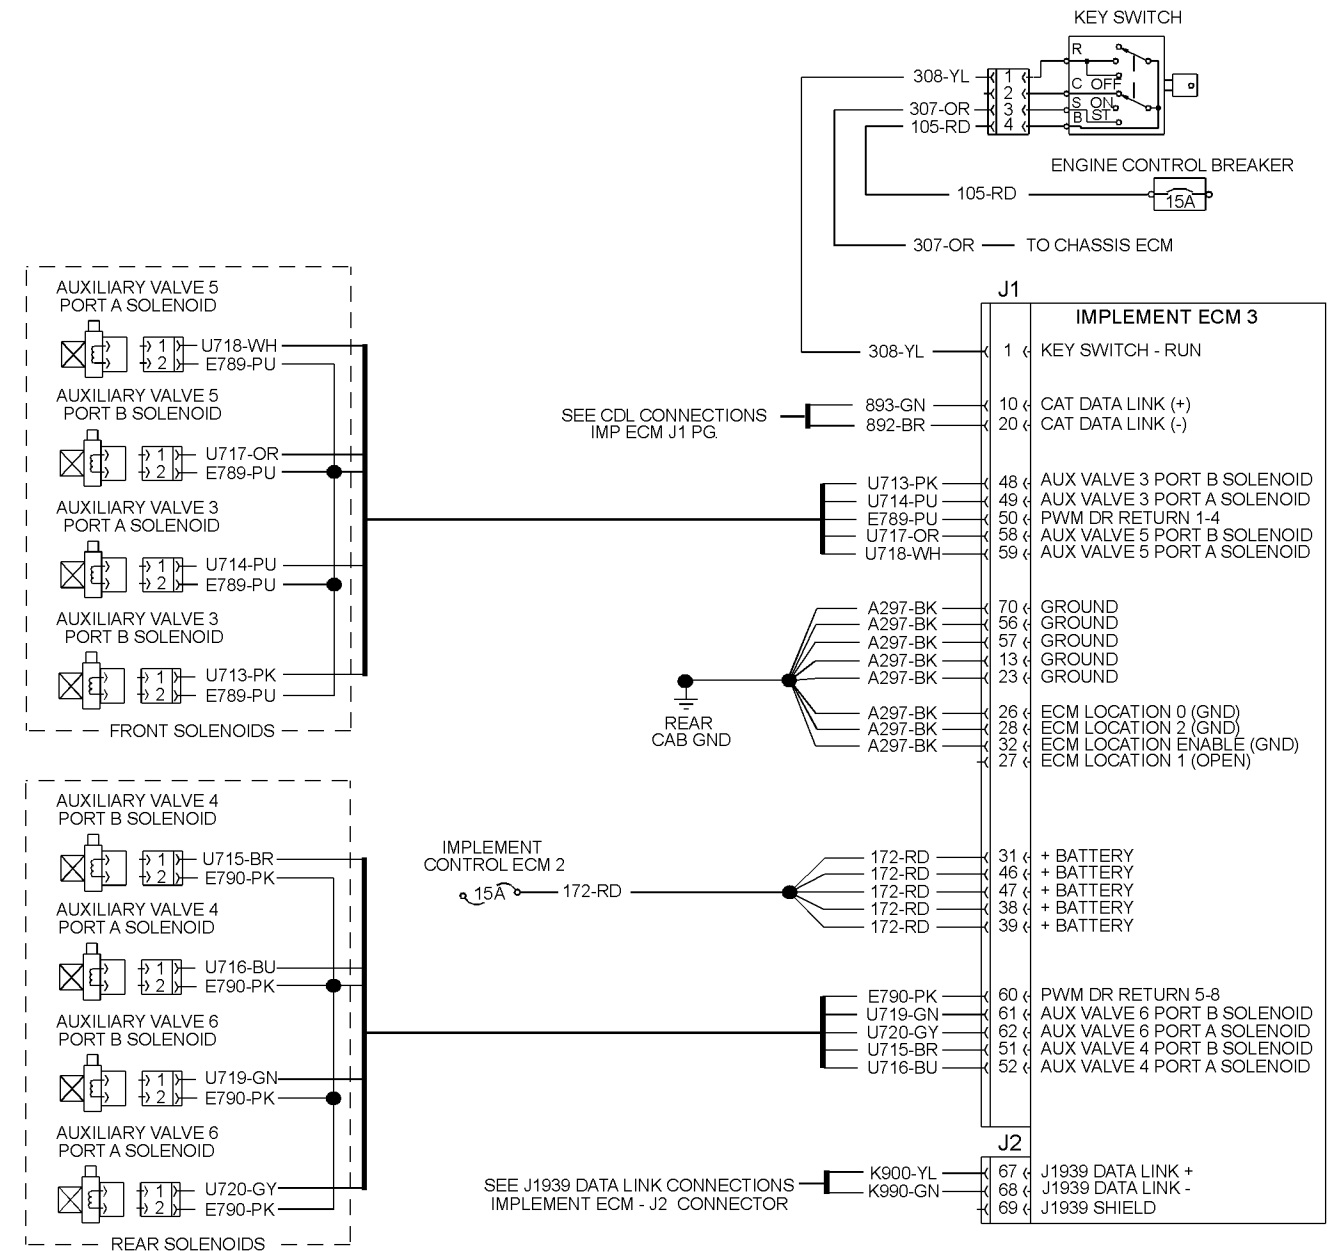 KEY SWITCH
R
308-YL 1
C OFF
2
307-OR 3
S ON
105-RD 4
B ST
ENGINE CONTROL BREAKER
105-RD
15A
307-OR TO CHASSIS ECM
J1
IMPLEMENT ECM 3
308-YL 1 KEY SWITCH - RUN
SEE CDL CONNECTIONS
IMP ECM J1 PG.
893-GN 10 CAT DATA LINK (+)
892-BR 20 CAT DATA LINK (-)
U713-PK 48 AUX VALVE 3 PORT B SOLENOID
U714-PU 49 AUX VALVE 3 PORT A SOLENOID
E789-PU 50 PWM DR RETURN 1-4
U717-OR 58 AUX VALVE 5 PORT B SOLENOID
U718-WH 59 AUX VALVE 5 PORT A SOLENOID
A297-BK 70 GROUND
A297-BK 56 GROUND
A297-BK 57 GROUND
A297-BK 13 GROUND
A297-BK 23 GROUND
REAR
CAB GND
A297-BK 26 ECM LOCATION 0 (GND)
A297-BK 28 ECM LOCATION 2 (GND)
A297-BK 32 ECM LOCATION ENABLE (GND)
27 ECM LOCATION 1 (OPEN)
IMPLEMENT
CONTROL ECM 2
15A 172-RD
172-RD 31 + BATTERY
172-RD 46 + BATTERY
172-RD 47 + BATTERY
172-RD 38 + BATTERY
172-RD 39 + BATTERY
E790-PK 60 PWM DR RETURN 5-8
U719-GN 61 AUX VALVE 6 PORT B SOLENOID
U720-GY 62 AUX VALVE 6 PORT A SOLENOID
U715-BR 51 AUX VALVE 4 PORT B SOLENOID
U716-BU 52 AUX VALVE 4 PORT A SOLENOID
J2
SEE J1939 DATA LINK CONNECTIONS
IMPLEMENT ECM - J2 CONNECTOR
K900-YL 67 J1939 DATA LINK +
K990-GN 68 J1939 DATA LINK -
69 J1939 SHIELD
AUXILIARY VALVE 5
PORT A SOLENOID
1 U718-WH
2 E789-PU
AUXILIARY VALVE 5
PORT B SOLENOID
1 U717-OR
2 E789-PU
AUXILIARY VALVE 3
PORT A SOLENOID
1 U714-PU
2 E789-PU
AUXILIARY VALVE 3
PORT B SOLENOID
1 U713-PK
2 E789-PU
FRONT SOLENOIDS
AUXILIARY VALVE 4
PORT B SOLENOID
1 U715-BR
2 E790-PK
AUXILIARY VALVE 4
PORT A SOLENOID
1 U716-BU
2 E790-PK
AUXILIARY VALVE 6
PORT B SOLENOID
1 U719-GN
2 E790-PK
AUXILIARY VALVE 6
PORT A SOLENOID
1 U720-GY
2 E790-PK
REAR SOLENOIDS